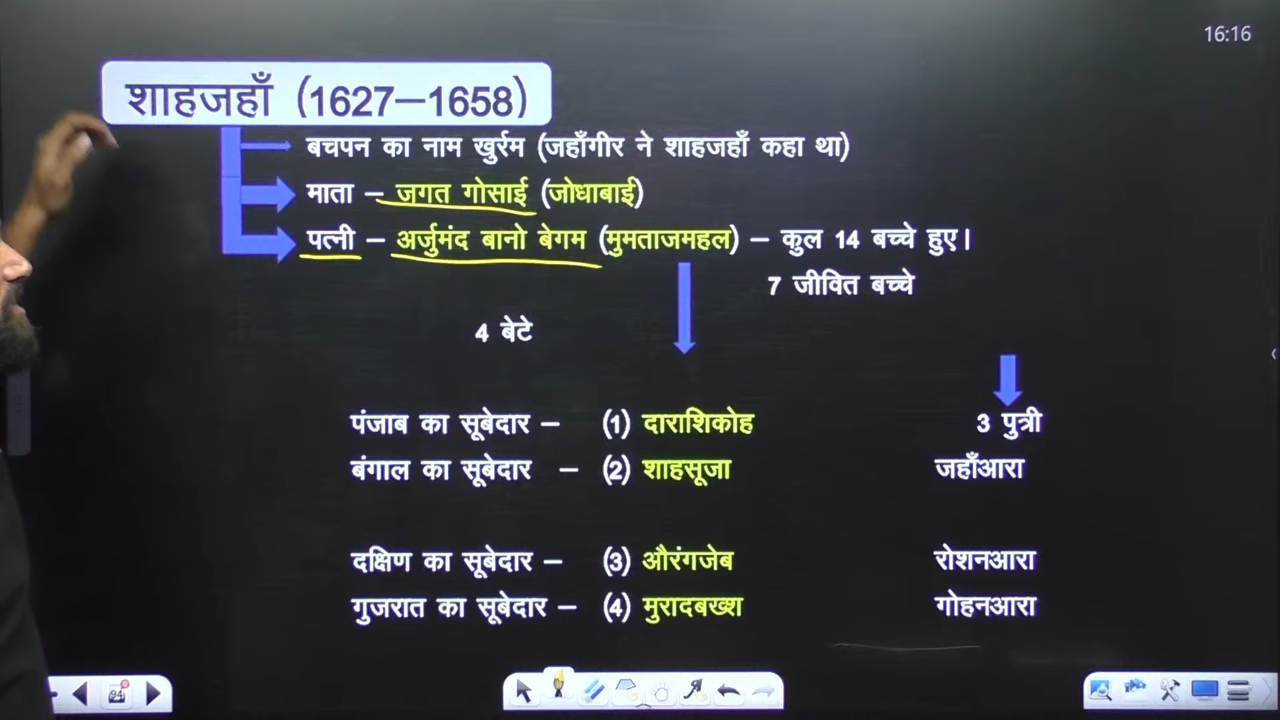 16:16
शाहजहाँ (1627–1658)
बचपन का नाम खुर्रम (जहाँगीर ने शाहजहाँ कहा था)
माता – जगत गोसाई (जोधाबाई)
पत्नी – अर्जुमंद बानो बेगम (मुमताजमहल) – कुल 14 बच्चे हुए।
7 जीवित बच्चे
4 बेटे
पंजाब का सूबेदार – (1) दाराशिकोह 3 पुत्री
बंगाल का सूबेदार – (2) शाहसूजा जहाँआरा
दक्षिण का सूबेदार – (3) औरंगजेब रोशनआरा
गुजरात का सूबेदार – (4) मुरादबख्श गोहनआरा